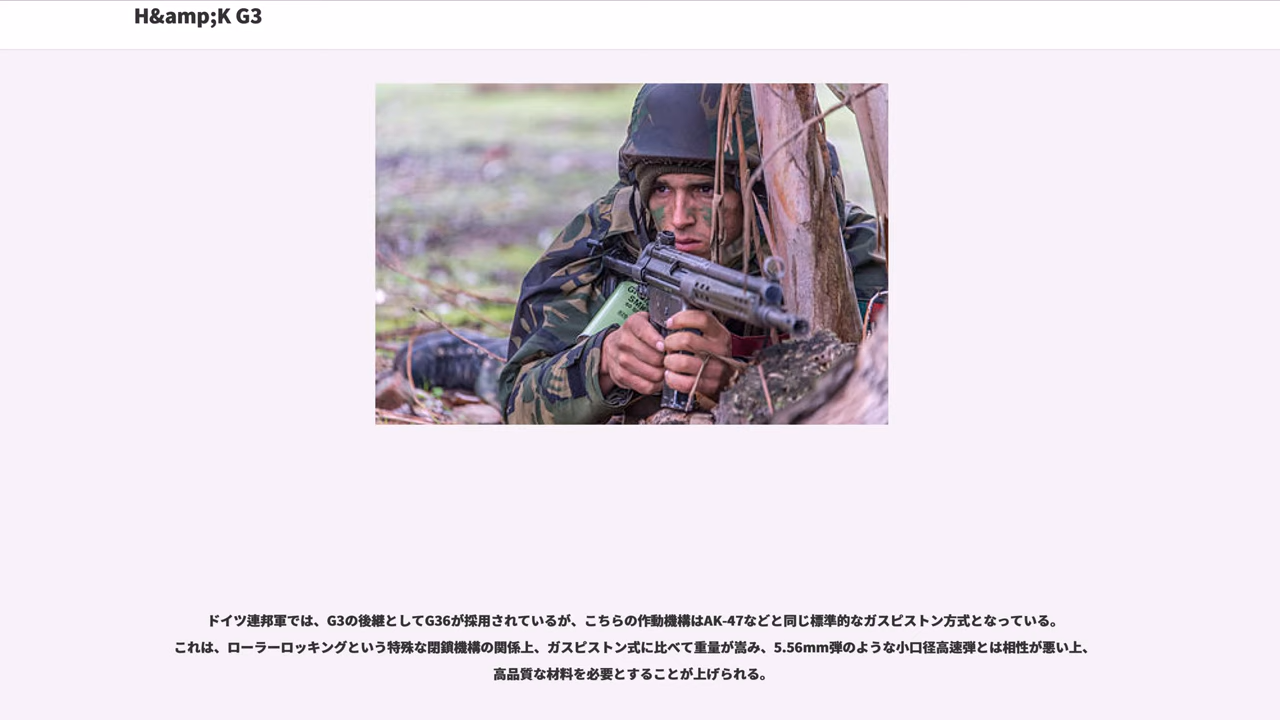 H&amp;K G3
ドイツ連邦軍では、G3の後継としてG36が採用されているが、こちらの作動機構はAK-47などと同じ標準的なガスピストン方式となっている。
これは、ローラーロッキングという特殊な閉鎖機構の関係上、ガスピストン式に比べて重量が嵩み、5.56mm弾のような小口径高速弾とは相性が悪い上、
高品質な材料を必要とすることが上げられる。